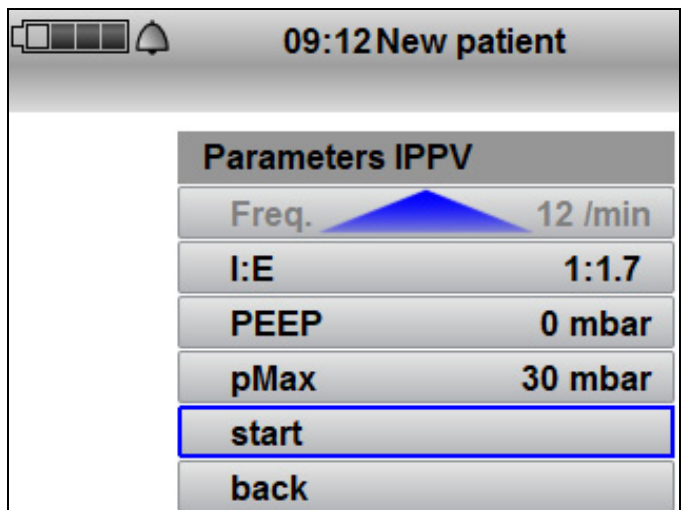 09:12 New patient
Parameters IPPV
Freq. 12 /min
I:E 1:1.7
PEEP 0 mbar
pMax 30 mbar
start
back